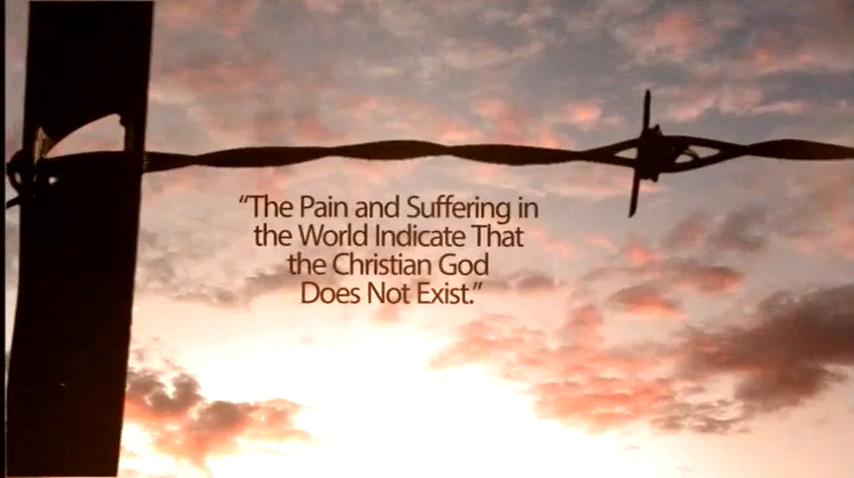 “The Pain and Suffering in
the World Indicate That
the Christian God
Does Not Exist.”